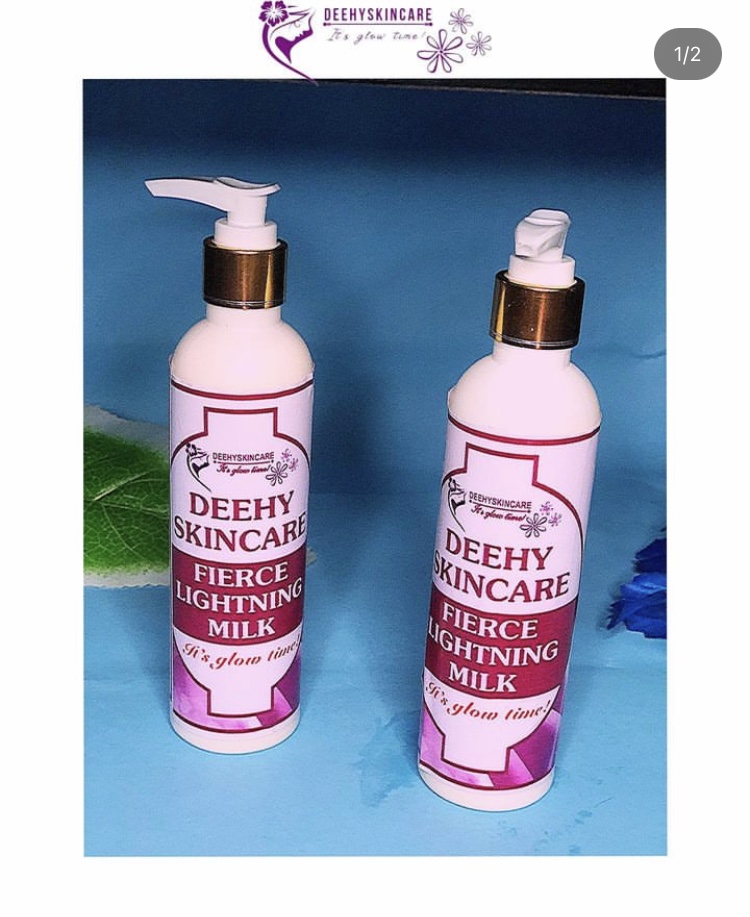 DEEHYSKINCARE
It's glow time!
1/2
DEEHYSKINCARE
It's glow time!
DEEHY
SKINCARE
FIERCE
LIGHTNING
MILK
It's glow time!
DEEHYSKINCARE
It's glow time!
DEEHY
SKINCARE
FIERCE
LIGHTNING
MILK
It's glow time!